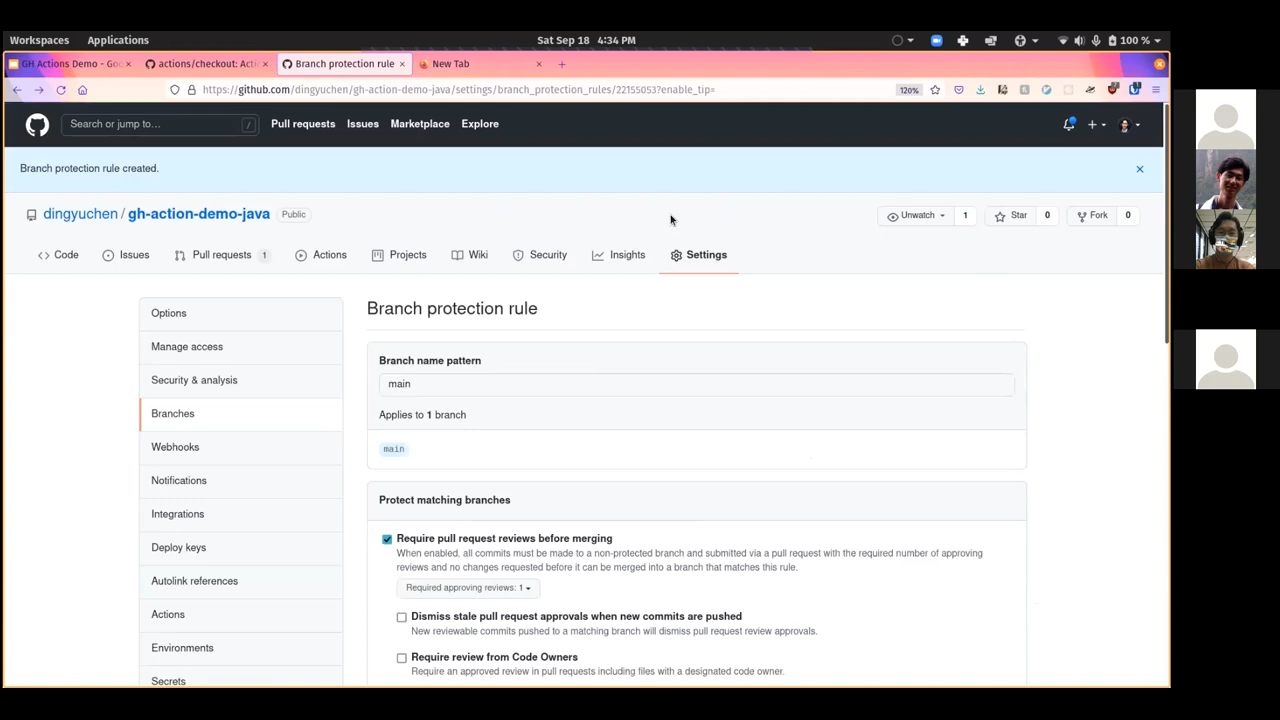 Workspaces Applications Sat Sep 18 4:34 PM 100 %
GH Actions Demo - Goo actions/checkout: Acti Branch protection rule New Tab
https://github.com/dingyuchen/gh-action-demo-java/settings/branch_protection_rules/22155053?enable_tip= 120%
Search or jump to... / Pull requests Issues Marketplace Explore
Branch protection rule created.
dingyuchen / gh-action-demo-java Public Unwatch 1 Star 0 Fork 0
Code Issues Pull requests 1 Actions Projects Wiki Security Insights Settings
Options
Manage access
Security & analysis
Branches
Webhooks
Notifications
Integrations
Deploy keys
Autolink references
Actions
Environments
Secrets
Branch protection rule
Branch name pattern
main
Applies to 1 branch
main
Protect matching branches
Require pull request reviews before merging
When enabled, all commits must be made to a non-protected branch and submitted via a pull request with the required number of approving
reviews and no changes requested before it can be merged into a branch that matches this rule.
Required approving reviews: 1
Dismiss stale pull request approvals when new commits are pushed
New reviewable commits pushed to a matching branch will dismiss pull request review approvals.
Require review from Code Owners
Require an approved review in pull requests including files with a designated code owner.